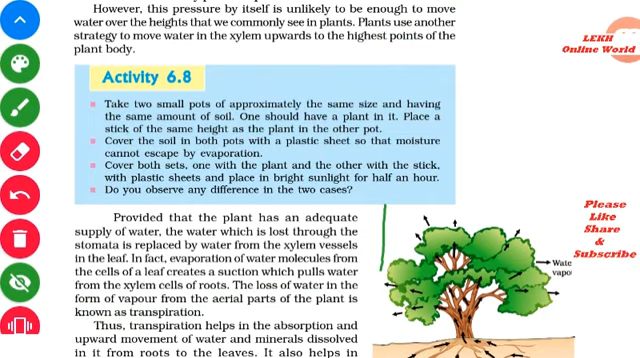 However, this pressure by itself is unlikely to be enough to move
water over the heights that we commonly see in plants. Plants use another
strategy to move water in the xylem upwards to the highest points of the
plant body.
Activity 6.8
Take two small pots of approximately the same size and having
the same amount of soil. One should have a plant in it. Place a
stick of the same height as the plant in the other pot.
Cover the soil in both pots with a plastic sheet so that moisture
cannot escape by evaporation.
Cover both sets, one with the plant and the other with the stick,
with plastic sheets and place in bright sunlight for half an hour.
Do you observe any difference in the two cases?
Provided that the plant has an adequate
supply of water, the water which is lost through the
stomata is replaced by water from the xylem vessels
in the leaf. In fact, evaporation of water molecules from
the cells of a leaf creates a suction which pulls water
from the xylem cells of roots. The loss of water in the
form of vapour from the aerial parts of the plant is
known as transpiration.
Thus, transpiration helps in the absorption and
upward movement of water and minerals dissolved
in it from roots to the leaves. It also helps in
Wate
vapo
LEKH
Online World
Please
Like
Share
&
Subscribe